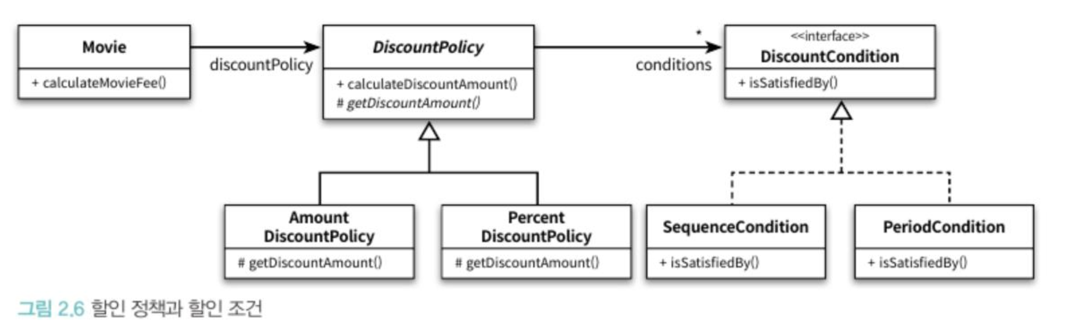 Movie
+ calculateMovieFee()
discountPolicy
DiscountPolicy
+ calculateDiscountAmount()
# getDiscountAmount()
*
conditions
<<interface>>
DiscountCondition
+ isSatisfiedBy()
Amount
DiscountPolicy
# getDiscountAmount()
Percent
DiscountPolicy
# getDiscountAmount()
SequenceCondition
+ isSatisfiedBy()
PeriodCondition
+ isSatisfiedBy()
그림 2.6 할인 정책과 할인 조건